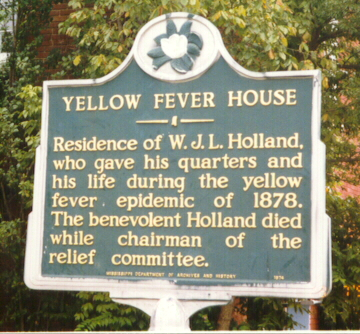 YELLOW FEVER HOUSE
Residence of W. J. L. Holland,
who gave his quarters and
his life during the yellow
fever epidemic of 1878.
The benevolent Holland died
while chairman of the
relief committee.
MISSISSIPPI DEPARTMENT OF ARCHIVES AND HISTORY